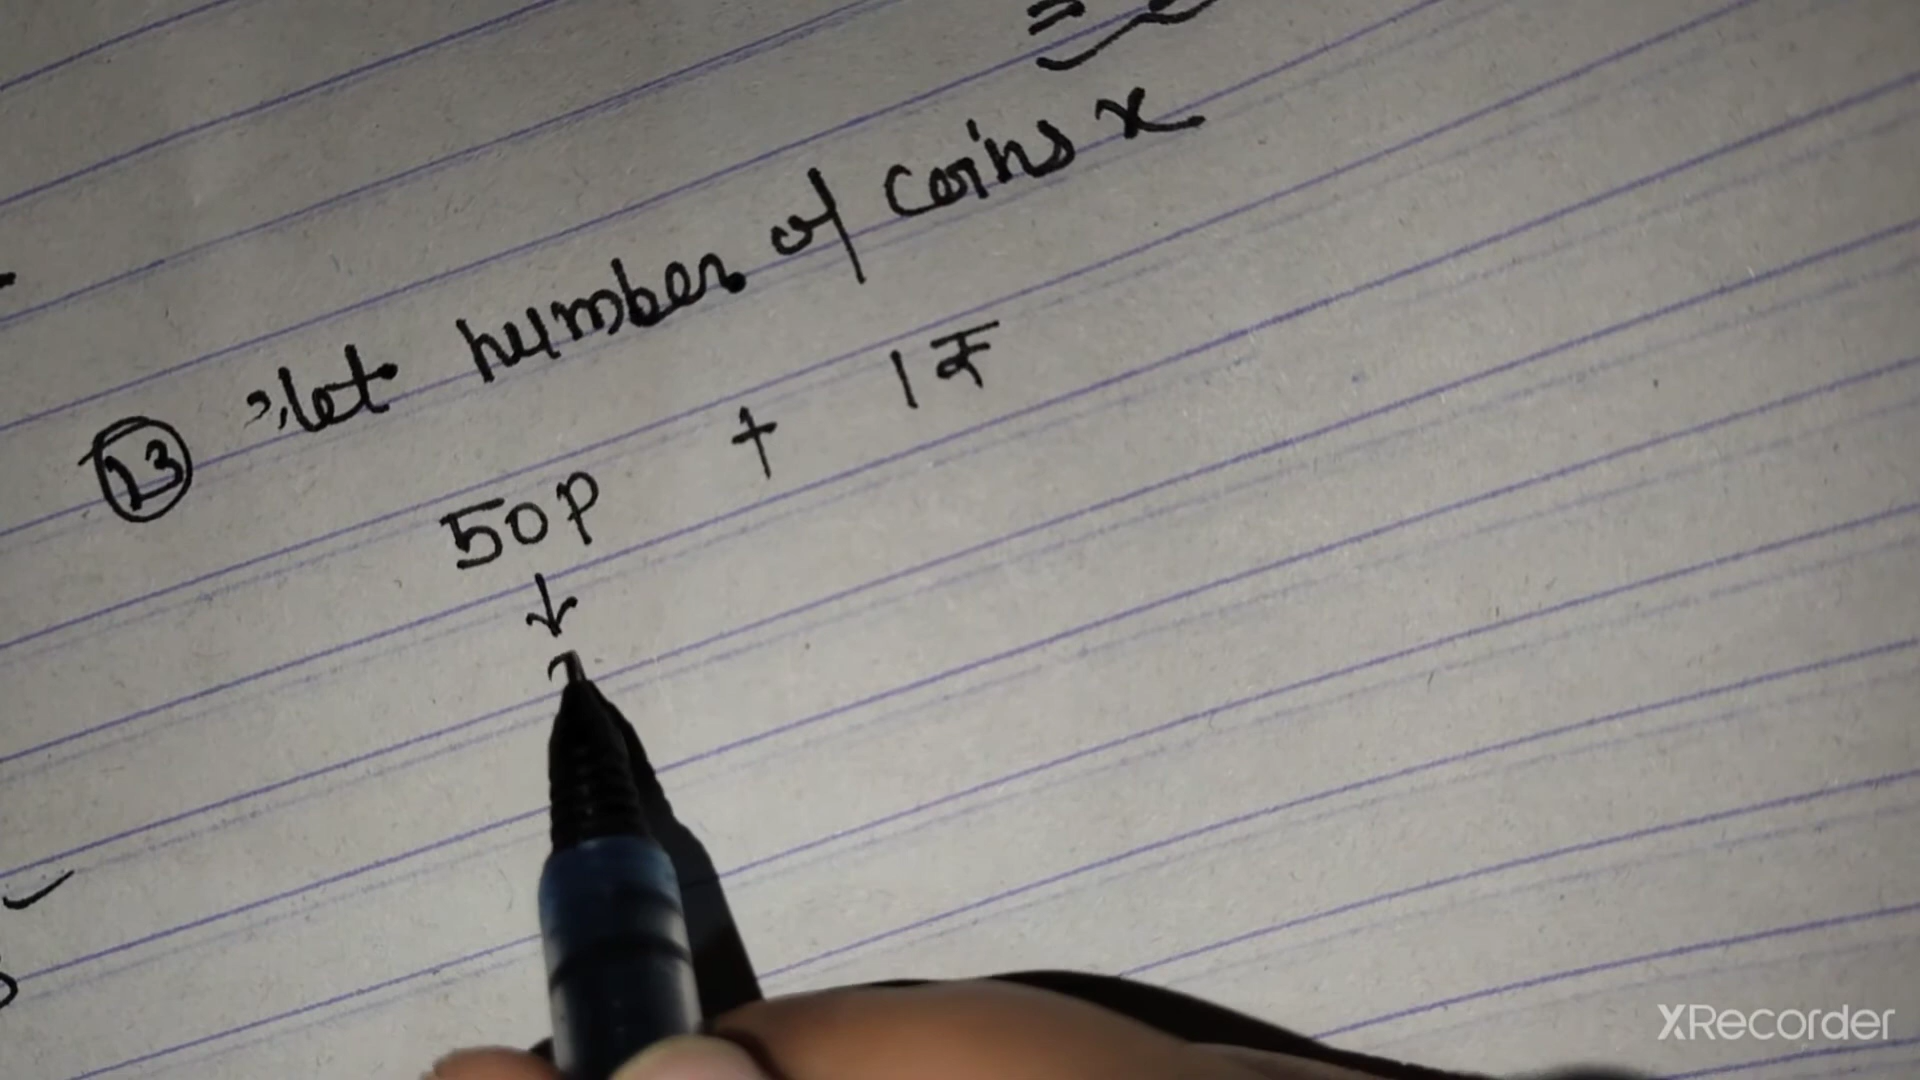 13 let number of coins x
50P + 1₹
XRecorder